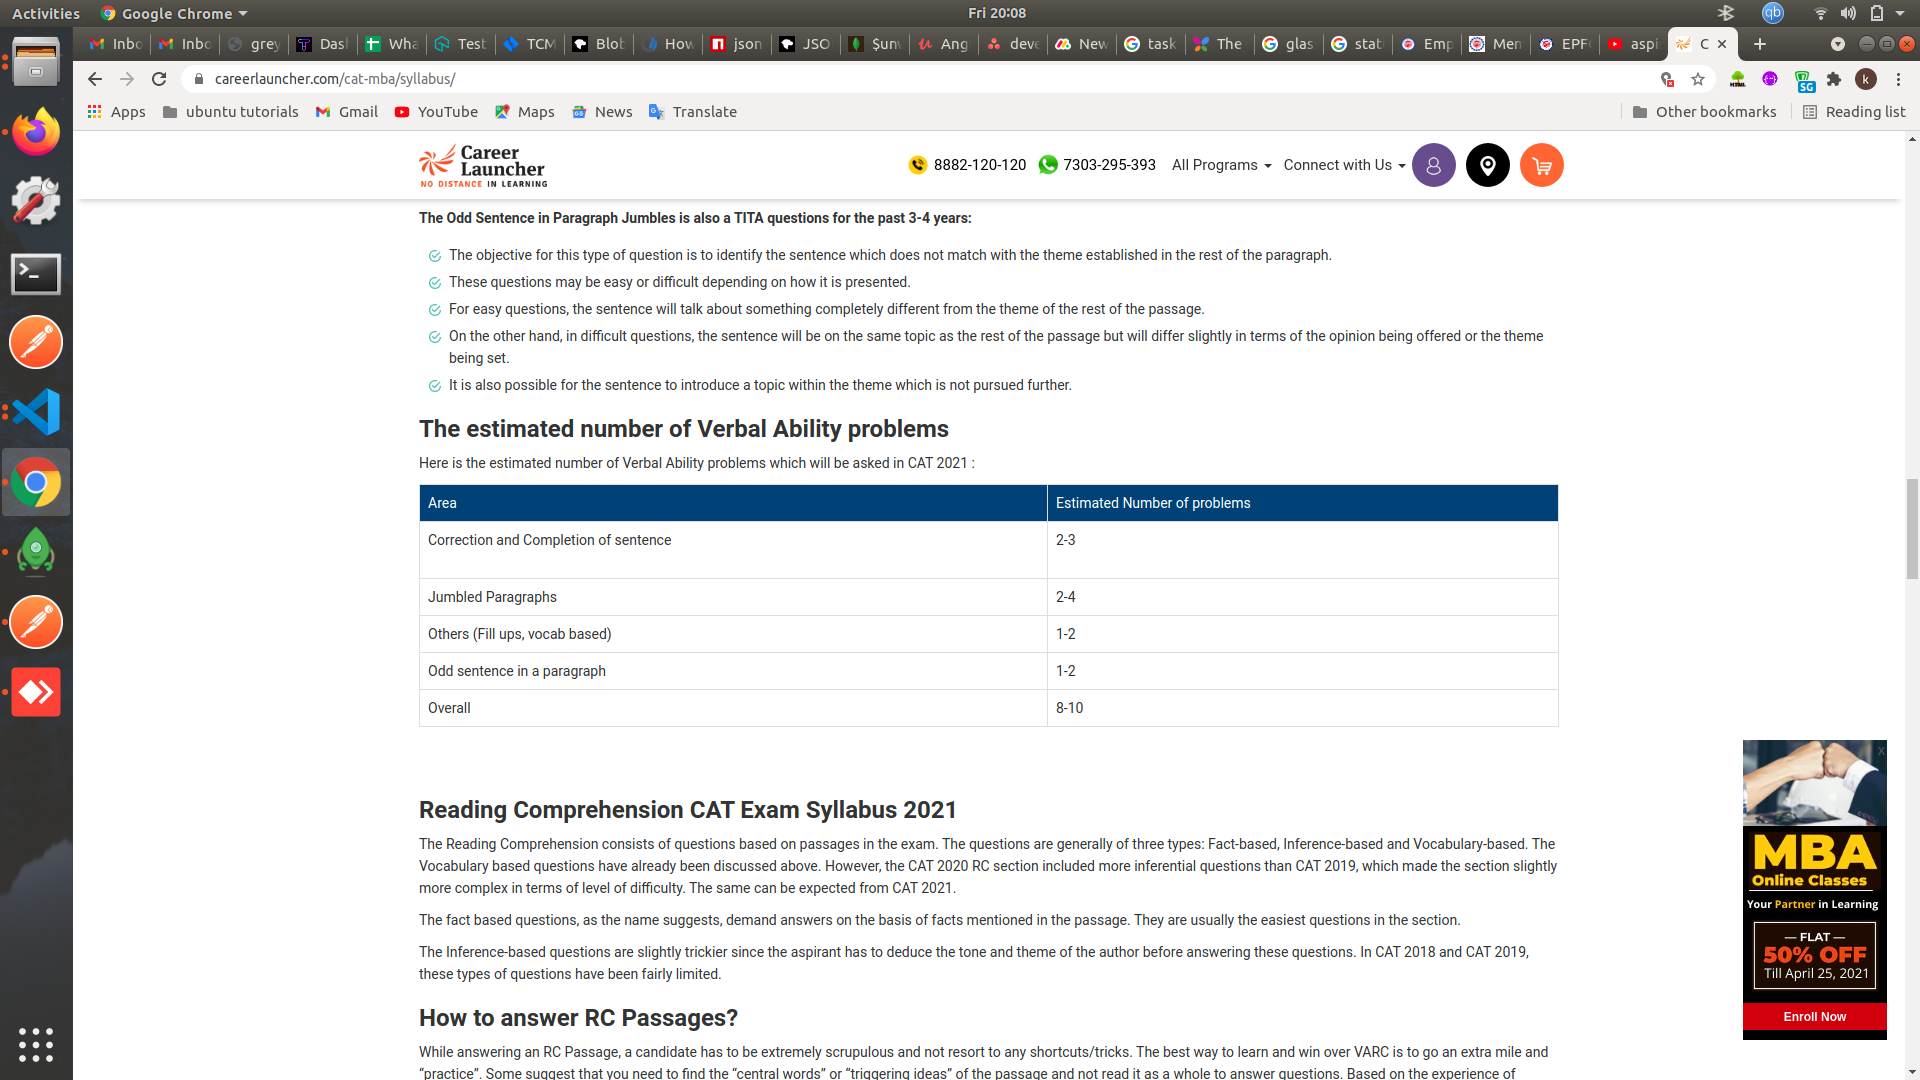 Activities Google Chrome Fri 20:08 qb
Inbo Inbo grey Das Wha Test TCM Blob How json JSO $unw Ang deve New task The glas stat Emp Men EPF aspi C
careerlauncher.com/cat-mba/syllabus/ SG k
Apps ubuntu tutorials Gmail YouTube Maps News Translate Other bookmarks Reading list
Career
Launcher
NO DISTANCE IN LEARNING
8882-120-120 7303-295-393 All Programs Connect with Us
The Odd Sentence in Paragraph Jumbles is also a TITA questions for the past 3-4 years:
The objective for this type of question is to identify the sentence which does not match with the theme established in the rest of the paragraph.
These questions may be easy or difficult depending on how it is presented.
For easy questions, the sentence will talk about something completely different from the theme of the rest of the passage.
On the other hand, in difficult questions, the sentence will be on the same topic as the rest of the passage but will differ slightly in terms of the opinion being offered or the theme
being set.
It is also possible for the sentence to introduce a topic within the theme which is not pursued further.
The estimated number of Verbal Ability problems
Here is the estimated number of Verbal Ability problems which will be asked in CAT 2021 :
Area Estimated Number of problems
Correction and Completion of sentence 2-3
Jumbled Paragraphs 2-4
Others (Fill ups, vocab based) 1-2
Odd sentence in a paragraph 1-2
Overall 8-10
Reading Comprehension CAT Exam Syllabus 2021
The Reading Comprehension consists of questions based on passages in the exam. The questions are generally of three types: Fact-based, Inference-based and Vocabulary-based. The
Vocabulary based questions have already been discussed above. However, the CAT 2020 RC section included more inferential questions than CAT 2019, which made the section slightly
more complex in terms of level of difficulty. The same can be expected from CAT 2021.
The fact based questions, as the name suggests, demand answers on the basis of facts mentioned in the passage. They are usually the easiest questions in the section.
The Inference-based questions are slightly trickier since the aspirant has to deduce the tone and theme of the author before answering these questions. In CAT 2018 and CAT 2019,
these types of questions have been fairly limited.
How to answer RC Passages?
While answering an RC Passage, a candidate has to be extremely scrupulous and not resort to any shortcuts/tricks. The best way to learn and win over VARC is to go an extra mile and
“practice”. Some suggest that you need to find the “central words” or “triggering ideas” of the passage and not read it as a whole to answer questions. Based on the experience of
X
MBA
Online Classes
Your Partner in Learning
— FLAT —
50% OFF
Till April 25, 2021
Enroll Now